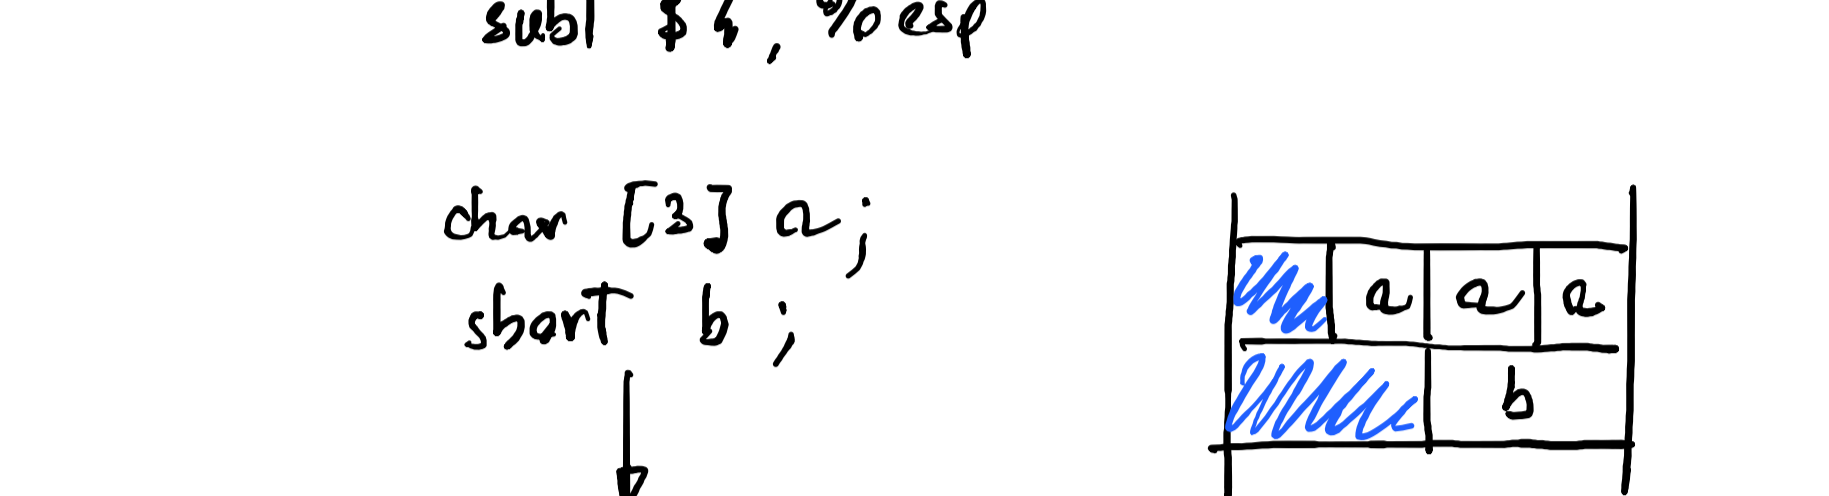 subl $4, %esp
char [3] a;
short b;
a a a
b